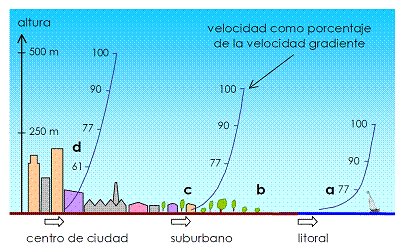 altura
velocidad como porcentaje
de la velocidad gradiente
500 m
100
90
100
250 m
77
90
100
d
61
77
90
77
c
b
a
centro de ciudad
suburbano
litoral